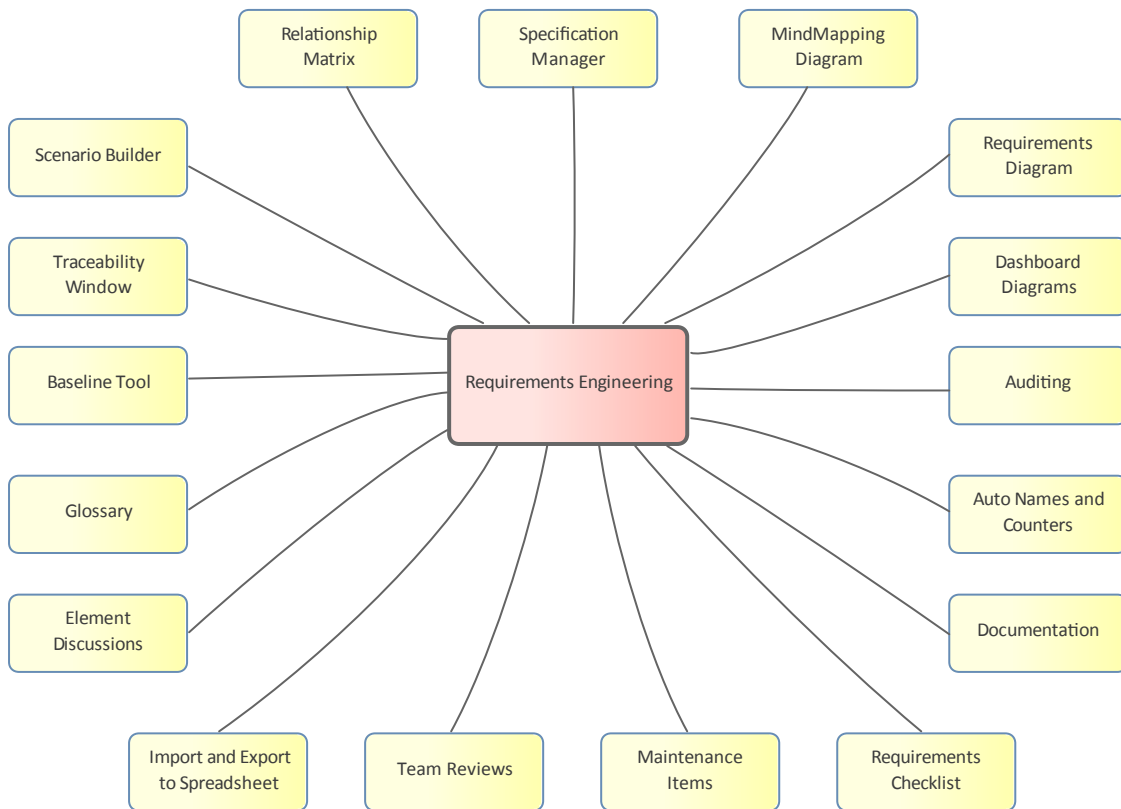 Relationship
Matrix
Specification
Manager
MindMapping
Diagram
Scenario Builder
Requirements
Diagram
Traceability
Window
Dashboard
Diagrams
Baseline Tool
Requirements Engineering
Auditing
Glossary
Auto Names and
Counters
Element
Discussions
Documentation
Import and Export
to Spreadsheet
Team Reviews
Maintenance
Items
Requirements
Checklist